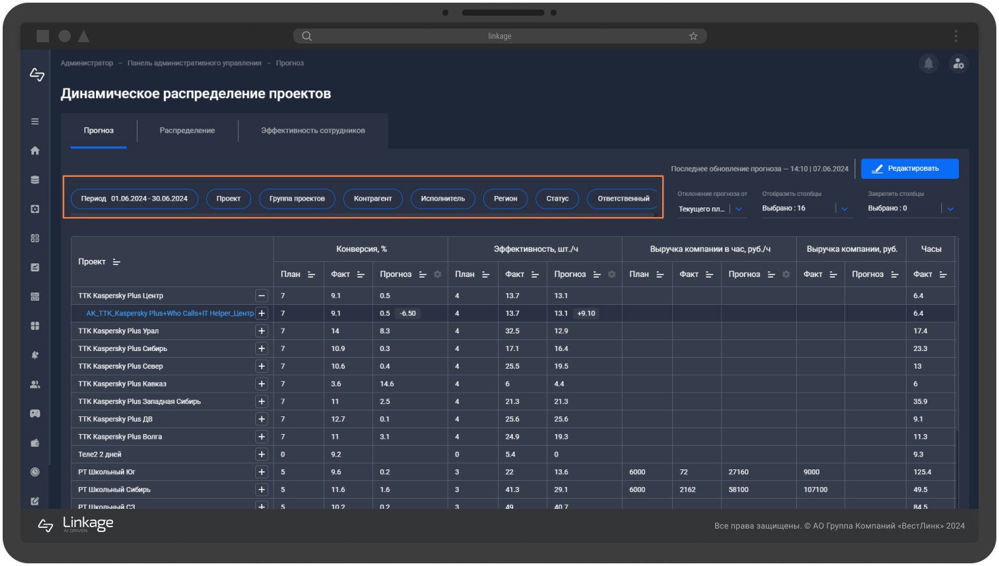 linkage
Администратор – Панель административного управления – Прогноз
Динамическое распределение проектов
Прогноз Распределение Эффективность сотрудников
Последнее обновление прогноза — 14:10 | 07.06.2024 Редактировать
Период 01.06.2024 - 30.06.2024 Проект Группа проектов Контрагент Исполнитель Регион Статус Ответственный
Отклонение прогноза от Отобразить столбцы Закрепить столбцы
Текущего пл... Выбрано : 16 Выбрано : 0
Проект Конверсия, % Эффективность, шт./ч Выручка компании в час, руб./ч Выручка компании, руб. Часы
План Факт Прогноз План Факт Прогноз План Факт Прогноз Факт Прогноз Факт
ТТК Kaspersky Plus Центр 7 9.1 0.5 4 13.7 13.1 6.4
АК_ТТК_Kaspersky Plus+Who Calls+IT Helper_Центр 7 9.1 0.5 -6.50 4 13.7 13.1 +9.10 6.4
ТТК Kaspersky Plus Урал 7 14 8.3 4 32.5 12.9 17.4
ТТК Kaspersky Plus Сибирь 7 10.9 0.3 4 17.1 16.4 23.3
ТТК Kaspersky Plus Север 7 10.6 0.4 4 25.5 19.5 13
ТТК Kaspersky Plus Кавказ 7 3.6 14.6 4 6 4.4 6
ТТК Kaspersky Plus Западная Сибирь 7 11 2.5 4 21.3 21.3 35.9
ТТК Kaspersky Plus ДВ 7 12.7 0.1 4 25.6 25.6 9.1
ТТК Kaspersky Plus Волга 7 11 3.1 4 24.9 19.3 11.3
Теле2 2 дней 0 9.2 0 5.4 0 9.3
РТ Школьный Юг 5 9.6 0.2 3 22 13.6 6000 72 27160 9000 125.4
РТ Школьный Сибирь 5 11.6 1.6 3 41.3 29.1 6000 2162 58100 107100 49.5
РТ Школьный СЗ 5 10.2 0.2 3 49 40.7 84.5
Linkage
AI DRIVEN
Все права защищены. © АО Группа Компаний «ВестЛинк» 2024